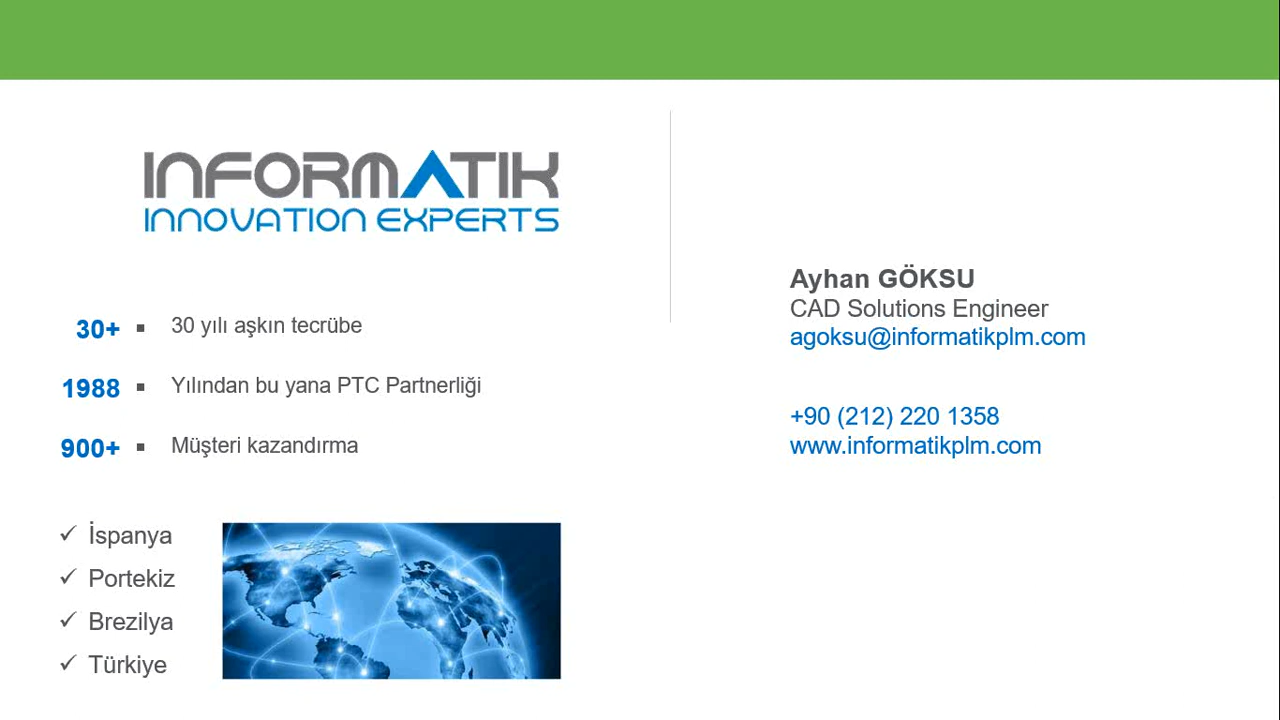 INFORMATIK
INNOVATION EXPERTS
30+ ▪ 30 yılı aşkın tecrübe
1988 ▪ Yılından bu yana PTC Partnerliği
900+ ▪ Müşteri kazandırma
✓ İspanya
✓ Portekiz
✓ Brezilya
✓ Türkiye
Ayhan GÖKSU
CAD Solutions Engineer
agoksu@informatikplm.com
+90 (212) 220 1358
www.informatikplm.com